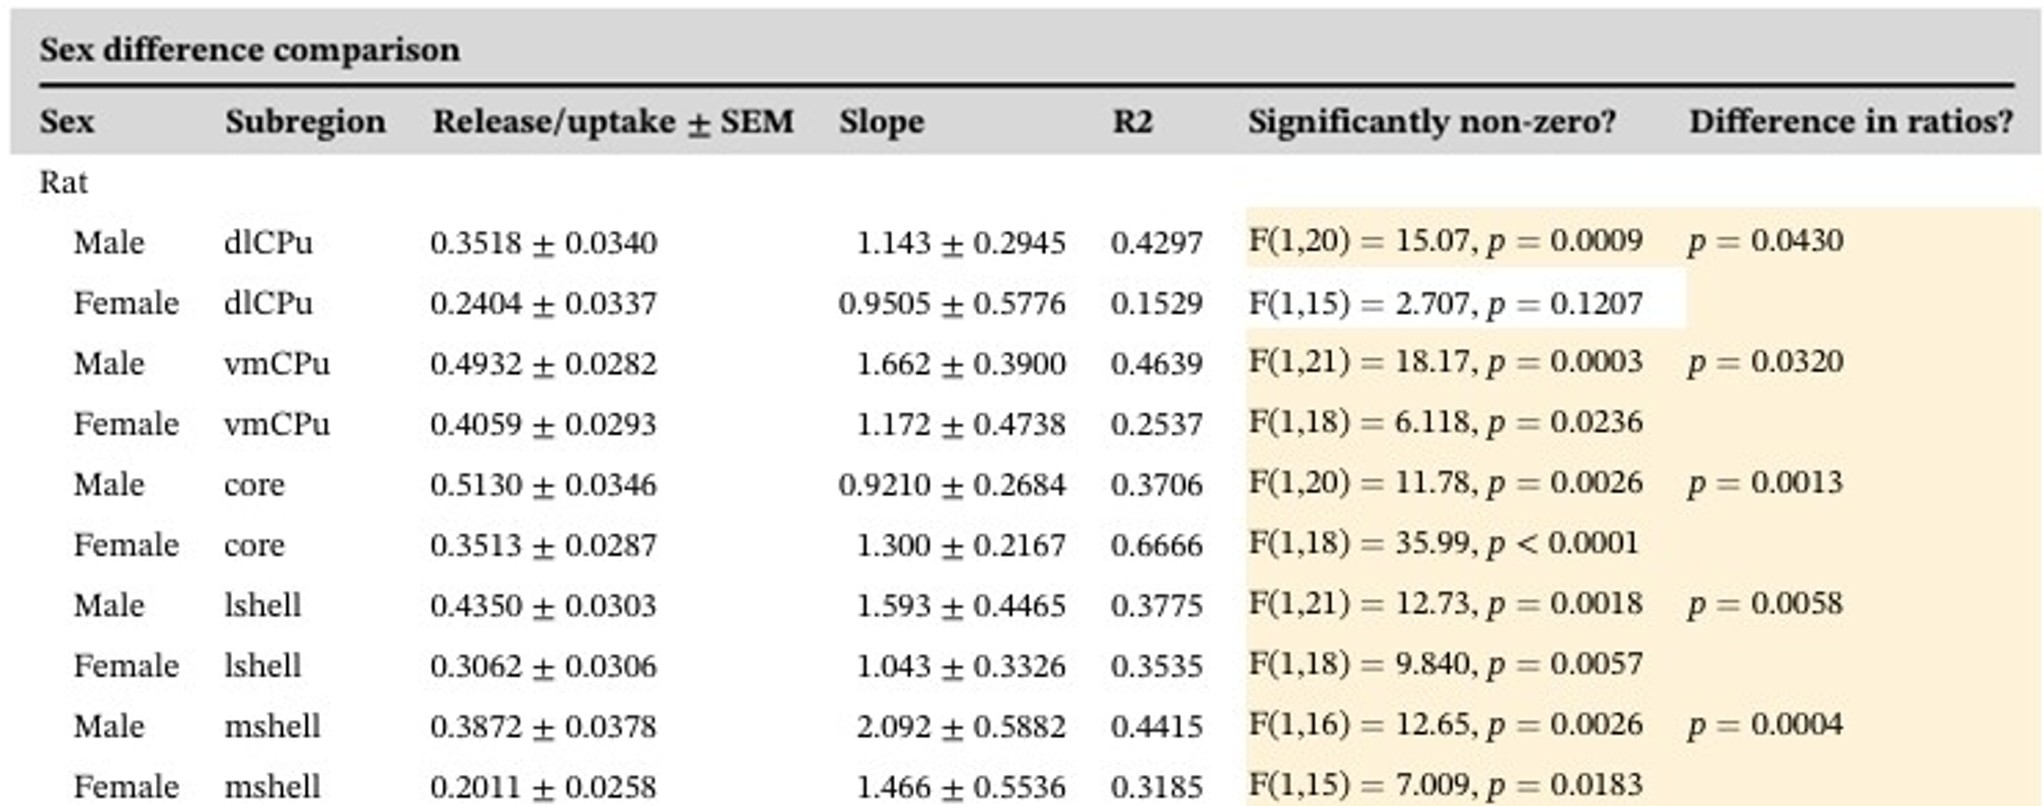 Sex difference comparison
Sex Subregion Release/uptake ± SEM Slope R2 Significantly non-zero? Difference in ratios?
Rat
Male dlCPu 0.3518 ± 0.0340 1.143 ± 0.2945 0.4297 F(1,20) = 15.07, p = 0.0009 p = 0.0430
Female dlCPu 0.2404 ± 0.0337 0.9505 ± 0.5776 0.1529 F(1,15) = 2.707, p = 0.1207
Male vmCPu 0.4932 ± 0.0282 1.662 ± 0.3900 0.4639 F(1,21) = 18.17, p = 0.0003 p = 0.0320
Female vmCPu 0.4059 ± 0.0293 1.172 ± 0.4738 0.2537 F(1,18) = 6.118, p = 0.0236
Male core 0.5130 ± 0.0346 0.9210 ± 0.2684 0.3706 F(1,20) = 11.78, p = 0.0026 p = 0.0013
Female core 0.3513 ± 0.0287 1.300 ± 0.2167 0.6666 F(1,18) = 35.99, p < 0.0001
Male lshell 0.4350 ± 0.0303 1.593 ± 0.4465 0.3775 F(1,21) = 12.73, p = 0.0018 p = 0.0058
Female lshell 0.3062 ± 0.0306 1.043 ± 0.3326 0.3535 F(1,18) = 9.840, p = 0.0057
Male mshell 0.3872 ± 0.0378 2.092 ± 0.5882 0.4415 F(1,16) = 12.65, p = 0.0026 p = 0.0004
Female mshell 0.2011 ± 0.0258 1.466 ± 0.5536 0.3185 F(1,15) = 7.009, p = 0.0183